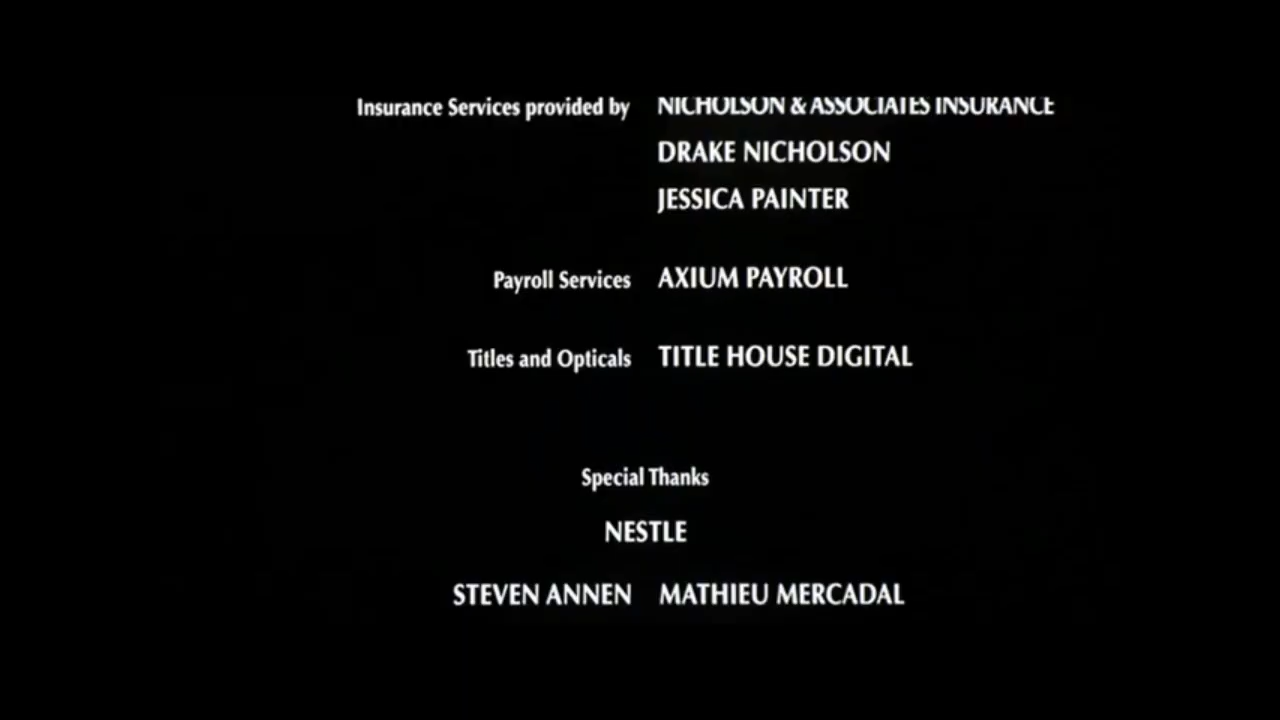 Insurance Services provided by NICHOLSON & ASSOCIATES INSURANCE
DRAKE NICHOLSON
JESSICA PAINTER
Payroll Services AXIUM PAYROLL
Titles and Opticals TITLE HOUSE DIGITAL
Special Thanks
NESTLE
STEVEN ANNEN MATHIEU MERCADAL